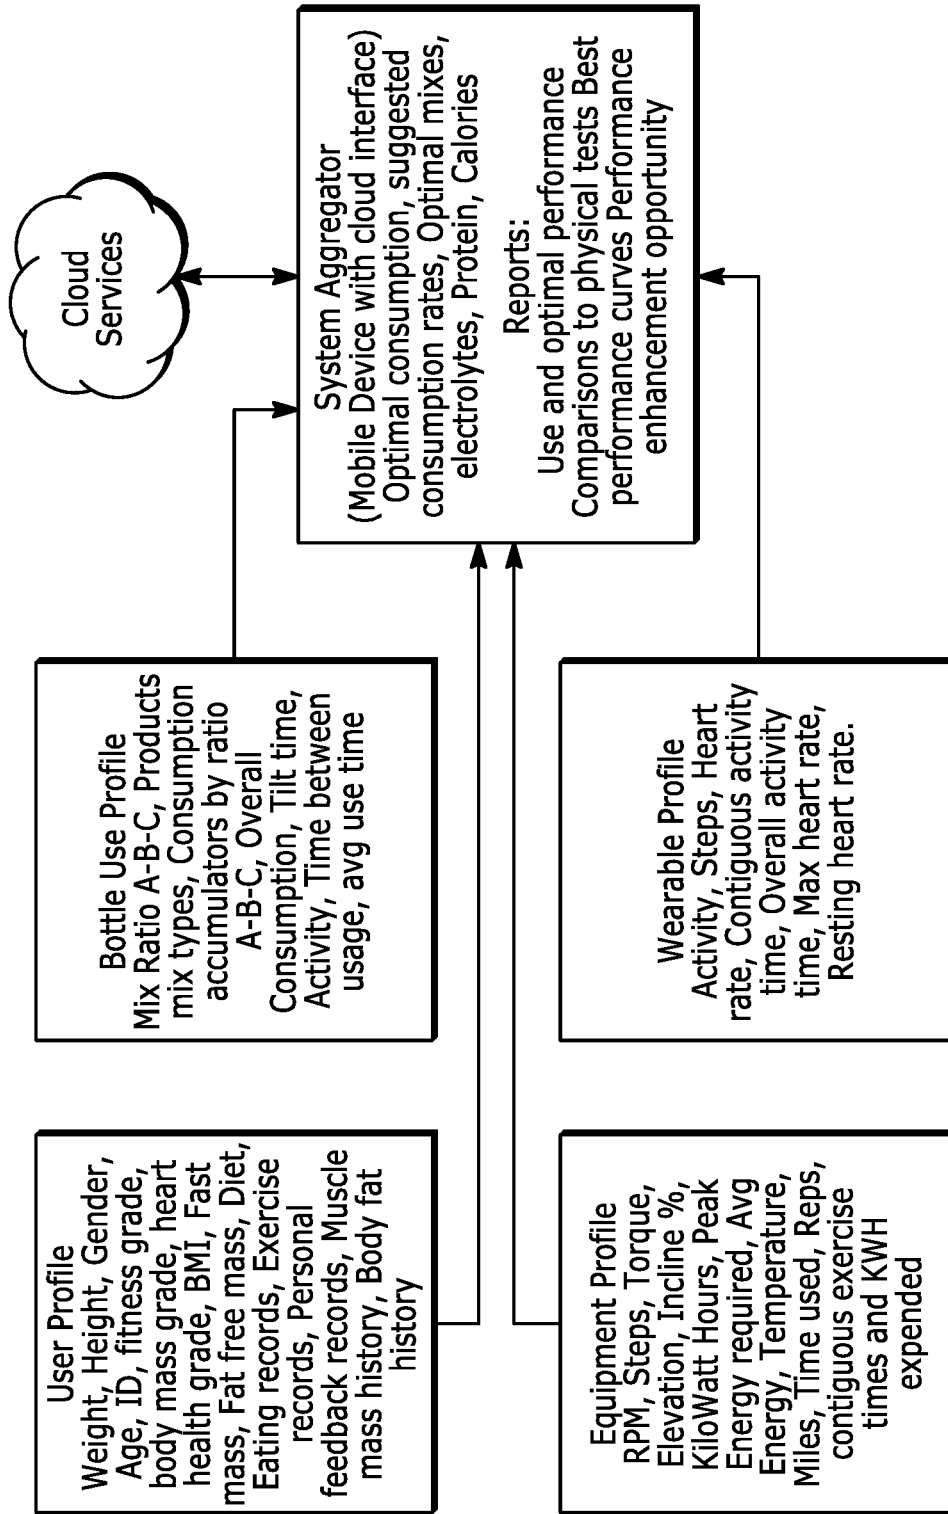 User Profile
Weight, Height, Gender,
Age, ID, fitness grade,
body mass grade, heart
health grade, BMI, Fast
mass, Fat free mass, Diet,
Eating records, Exercise
records, Personal
feedback records, Muscle
mass history, Body fat
history
Bottle Use Profile
Mix Ratio A-B-C, Products
mix types, Consumption
accumulators by ratio
A-B-C, Overall
Consumption, Tilt time,
Activity, Time between
usage, avg use time
Cloud
Services
System Aggregator
(Mobile Device with cloud interface)
Optimal consumption, suggested
consumption rates, Optimal mixes,
electrolytes, Protein, Calories
Reports:
Use and optimal performance
Comparisons to physical tests Best
performance curves Performance
enhancement opportunity
Equipment Profile
RPM, Steps, Torque,
Elevation, Incline %,
KiloWatt Hours, Peak
Energy required, Avg
Energy, Temperature,
Miles, Time used, Reps,
contiguous exercise
times and KWH
expended
Wearable Profile
Activity, Steps, Heart
rate, Contiguous activity
time, Overall activity
time, Max heart rate,
Resting heart rate.